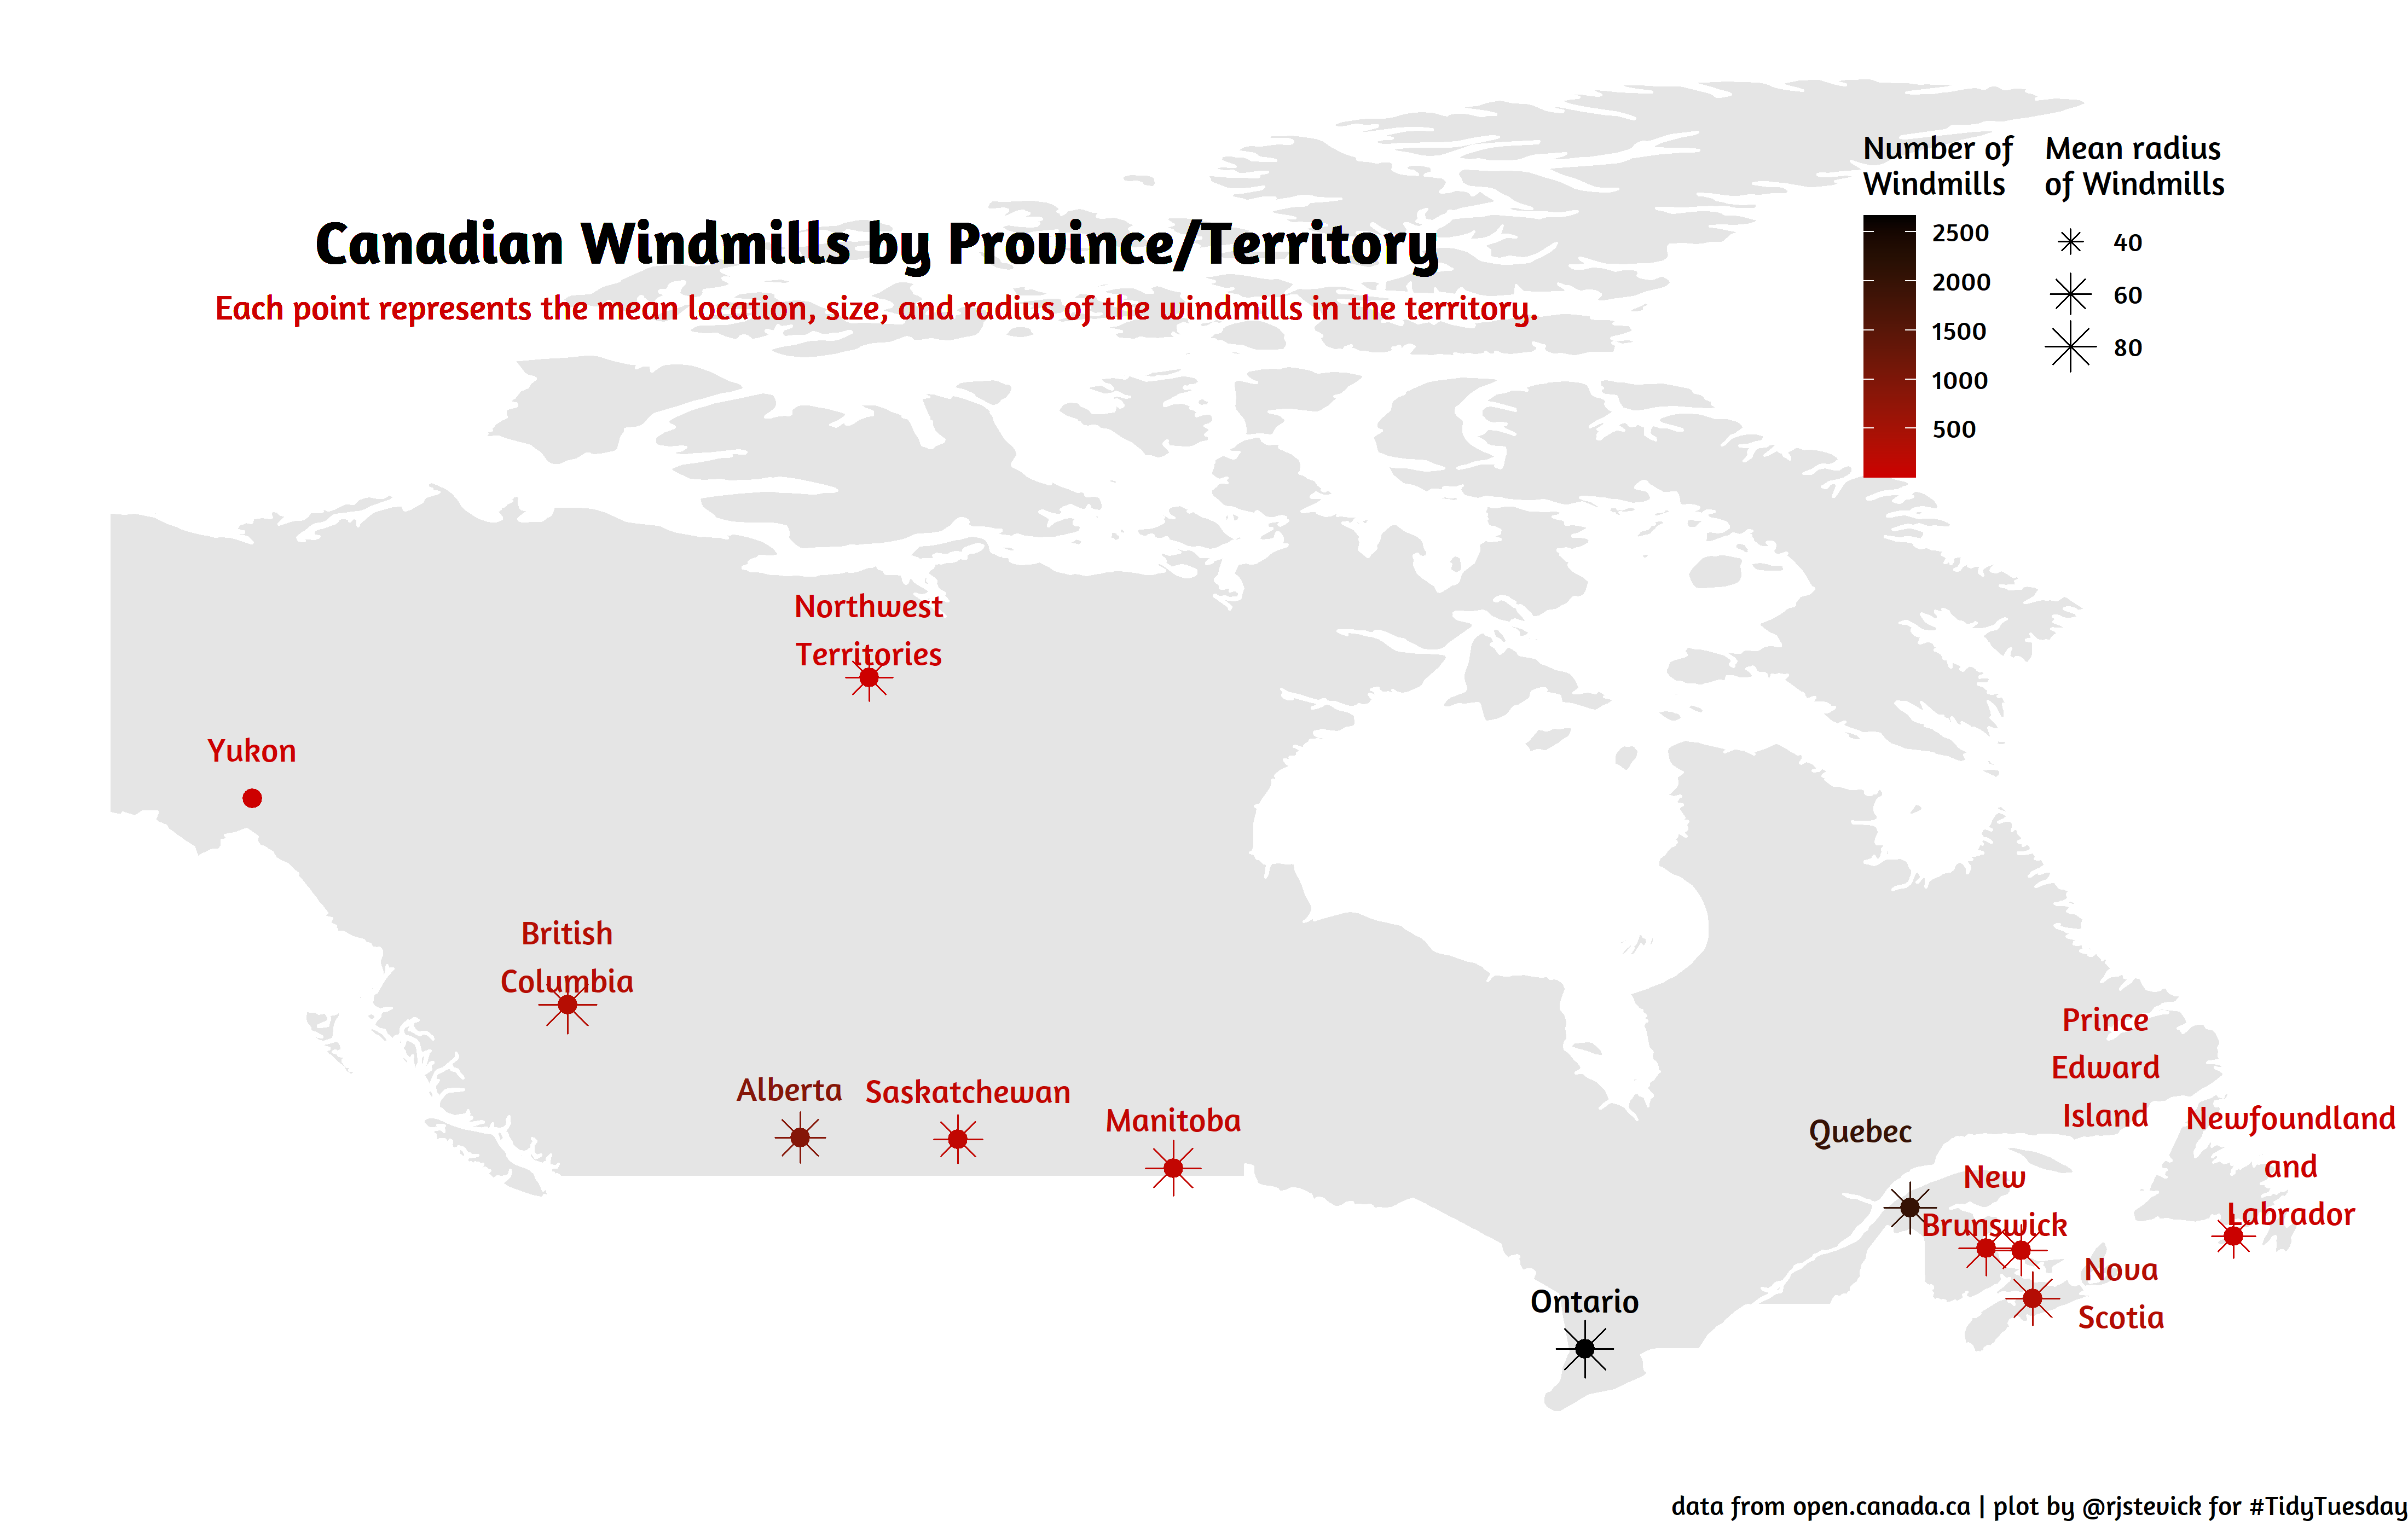 Canadian Windmills by Province/Territory
Each point represents the mean location, size, and radius of the windmills in the territory.
Number of
Windmills
2500
2000
1500
1000
500
Mean radius
of Windmills
40
60
80
Northwest
Territories
Yukon
British
Columbia
Alberta
Saskatchewan
Manitoba
Ontario
Quebec
New
Brunswick
Prince
Edward
Island
Nova
Scotia
Newfoundland
and
Labrador
data from open.canada.ca | plot by @rjstevick for #TidyTuesday